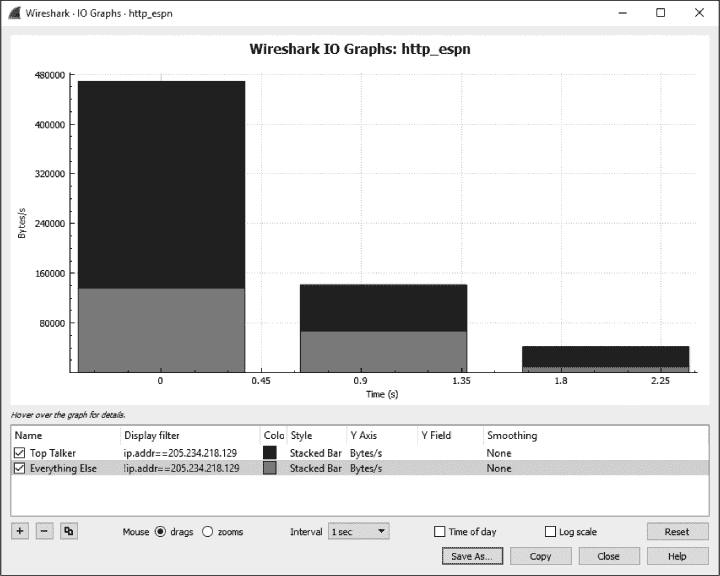 Wireshark · IO Graphs · http_espn
Wireshark IO Graphs: http_espn
480000
400000
320000
240000
160000
80000
Bytes/s
0 0.45 0.9 1.35 1.8 2.25
Time (s)
Hover over the graph for details.
Name Display filter Colo Style Y Axis Y Field Smoothing
Top Talker ip.addr==205.234.218.129 Stacked Bar Bytes/s None
Everything Else !ip.addr==205.234.218.129 Stacked Bar Bytes/s None
+ − Mouse drags zooms Interval 1 sec Time of day Log scale Reset
Save As... Copy Close Help